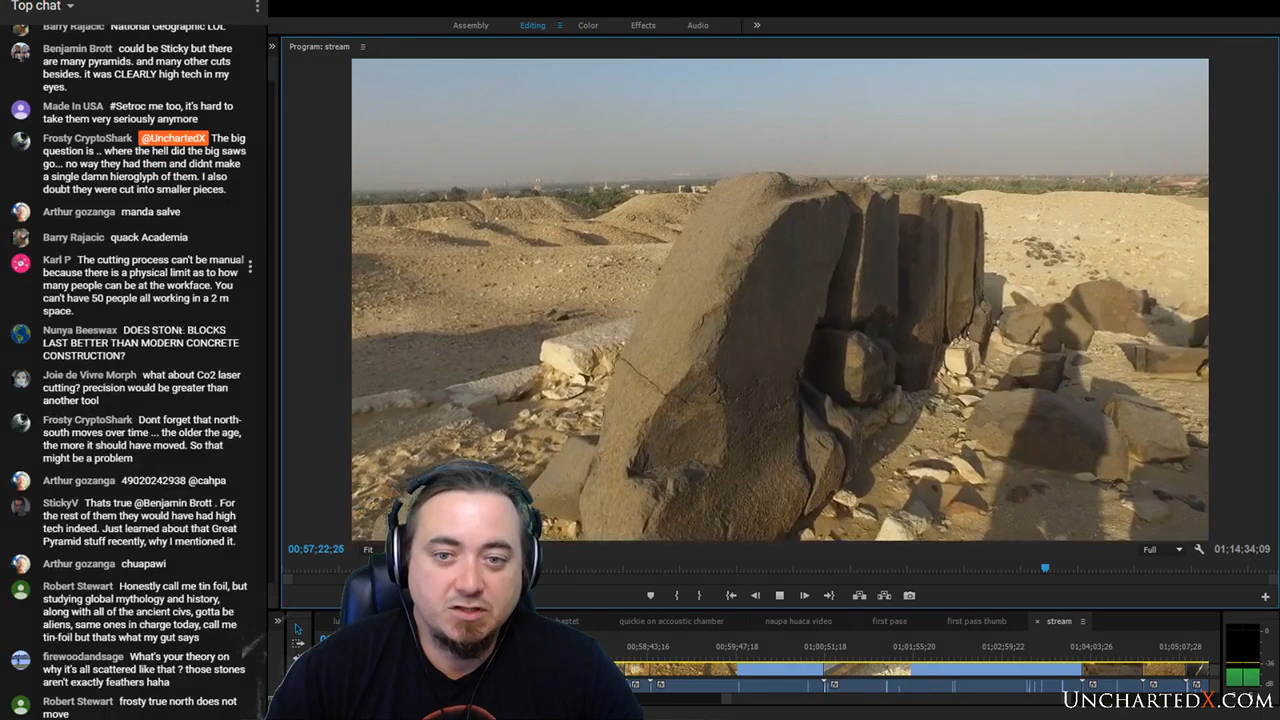 Top chat
Barry Rajacic National Geographic LOL
Benjamin Brott could be Sticky but there
are many pyramids. and many other cuts
besides. it was CLEARLY high tech in my
eyes.
Made In USA #Setroc me too, it's hard to
take them very seriously anymore
Frosty CryptoShark @UnchartedX The big
question is .. where the hell did the big saws
go... no way they had them and didnt make
a single damn hieroglyph of them. I also
doubt they were cut into smaller pieces.
Arthur gozanga manda salve
Barry Rajacic quack Academia
Karl P The cutting process can't be manual
because there is a physical limit as to how
many people can be at the workface. You
can't have 50 people all working in a 2 m
space.
Nunya Beeswax DOES STONE BLOCKS
LAST BETTER THAN MODERN CONCRETE
CONSTRUCTION?
Joie de Vivre Morph what about Co2 laser
cutting? precision would be greater than
another tool
Frosty CryptoShark Dont forget that north-
south moves over time ... the older the age,
the more it should have moved. So that
might be a problem
Arthur gozanga 49020242938 @cahpa
StickyV Thats true @Benjamin Brott . For
the rest of them they would have had high
tech indeed. Just learned about that Great
Pyramid stuff recently, why I mentioned it.
Arthur gozanga chuapawi
Robert Stewart Honestly call me tin foil, but
studying global mythology and history,
along with all of the ancient civs, gotta be
aliens, same ones in charge today, call me
tin-foil but thats what my gut says
firewoodandsage What's your theory on
why it's all scattered like that ? those stones
aren't exactly feathers haha
Robert Stewart frosty true north does not
move
Assembly Editing Color Effects Audio
Program: stream
00;57;22;26 Fit Full 01;14;34;09
quickie on accoustic chamber naupa huaca video first pass first pass thumb stream
00;58;43;16 00;59;47;18 01;00;51;18 01;01;55;20 01;02;59;22 01;04;03;26 01;05;07;28
UnchartedX.com